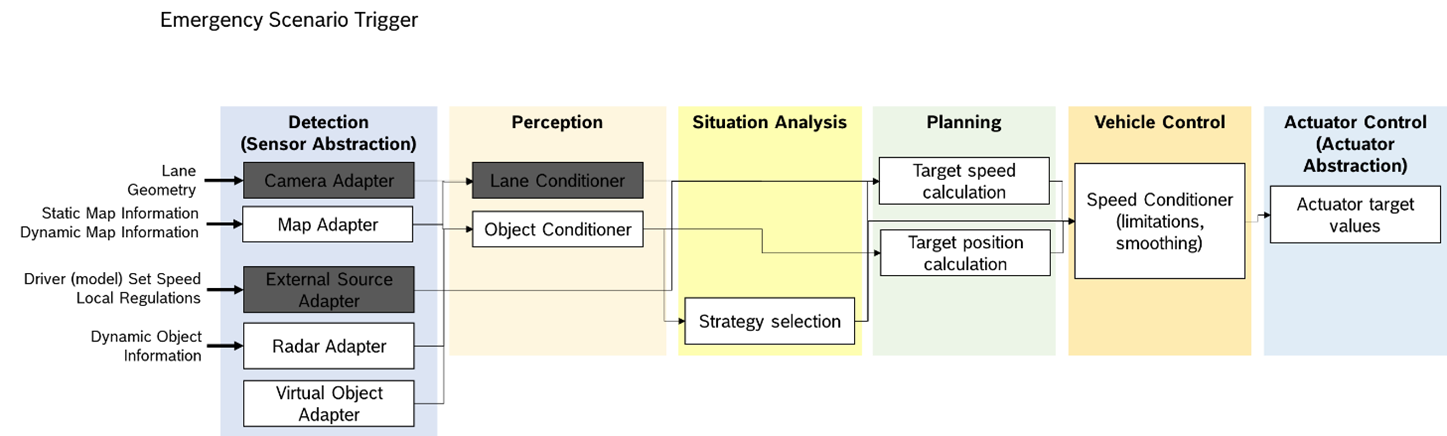 Emergency Scenario Trigger
Detection
(Sensor Abstraction)
Perception
Situation Analysis
Planning
Vehicle Control
Actuator Control
(Actuator
Abstraction)
Lane
Geometry
Static Map Information
Dynamic Map Information
Driver (model) Set Speed
Local Regulations
Dynamic Object
Information
Camera Adapter
Map Adapter
External Source
Adapter
Radar Adapter
Virtual Object
Adapter
Lane Conditioner
Object Conditioner
Strategy selection
Target speed
calculation
Target position
calculation
Speed Conditioner
(limitations,
smoothing)
Actuator target
values